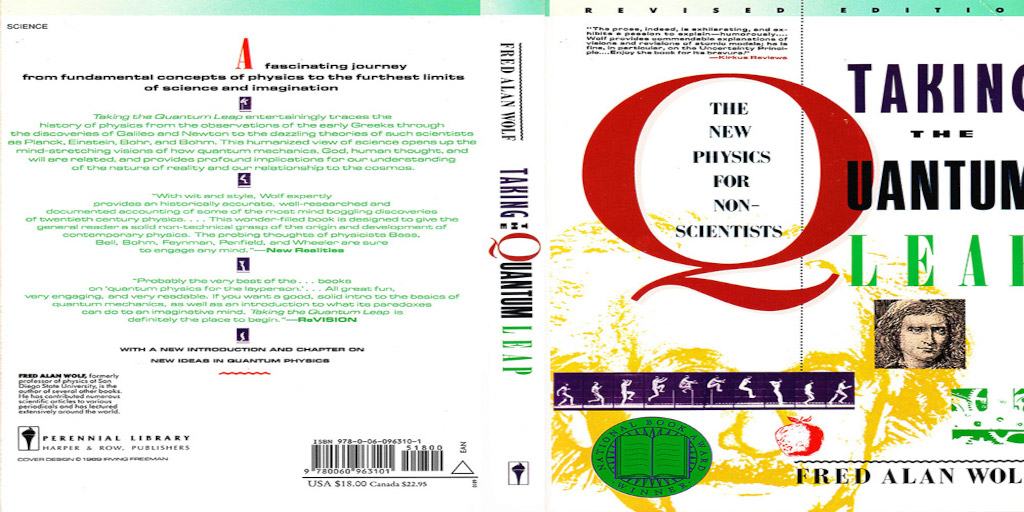 SCIENCE
A fascinating journey
from fundamental concepts of physics to the furthest limits
of science and imagination
Taking the Quantum Leap entertainingly traces the
history of physics from the observations of the early Greeks through
the discoveries of Galileo and Newton to the dazzling theories of such scientists
as Planck, Einstein, Bohr, and Bohm. This humanized view of science opens up the
mind-stretching visions of how quantum mechanics, God, human thought, and
will are related, and provides profound implications for our understanding
of the nature of reality and our relationship to the cosmos.
"With wit and style, Wolf expertly
provides an historically accurate, well-researched and
documented accounting of some of the most mind boggling discoveries
of twentieth century physics. . . . This wonder-filled book is designed to give the
general reader a solid non-technical grasp of the origin and development of
contemporary physics. The probing thoughts of physicists Bass,
Bell, Bohm, Feynman, Penfield, and Wheeler are sure
to engage any mind."—New Realities
"Probably the very best of the . . . books
on 'quantum physics for the layperson.' . . . All great fun,
very engaging, and very readable. If you want a good, solid intro to the basics of
quantum mechanics, as well as an introduction to what its paradoxes
can do to an imaginative mind, Taking the Quantum Leap is
definitely the place to begin."—ReVISION
WITH A NEW INTRODUCTION AND CHAPTER ON
NEW IDEAS IN QUANTUM PHYSICS
FRED ALAN WOLF, formerly
professor of physics at San
Diego State University, is the
author of several other books.
He has contributed numerous
scientific articles to various
periodicals and has lectured
extensively around the world.
PERENNIAL LIBRARY
HARPER & ROW, PUBLISHERS
COVER DESIGN © 1989 IRVING FREEMAN
ISBN 978-0-06-096310-1
51800
EAN
9 780060 963101
USA $18.00 Canada $22.95
FRED ALAN WOLF
TAKING THE QUANTUM LEAP
REVISED EDITIO
"The prose, indeed, is exhilerating, and ex-
hibits a passion to explain—humorously....
Wolf provides commendable explanations of
visions and revisions of atomic models; he is
fine, in particular, on the Uncertainty Princi-
ple....Enjoy the book for its bravura."
—Kirkus Reviews
THE
NEW
PHYSICS
FOR
NON-
SCIENTISTS
TAKING
THE
QUANTUM
LEAP
NATIONAL BOOK AWARD
WINNER
FRED ALAN WOL